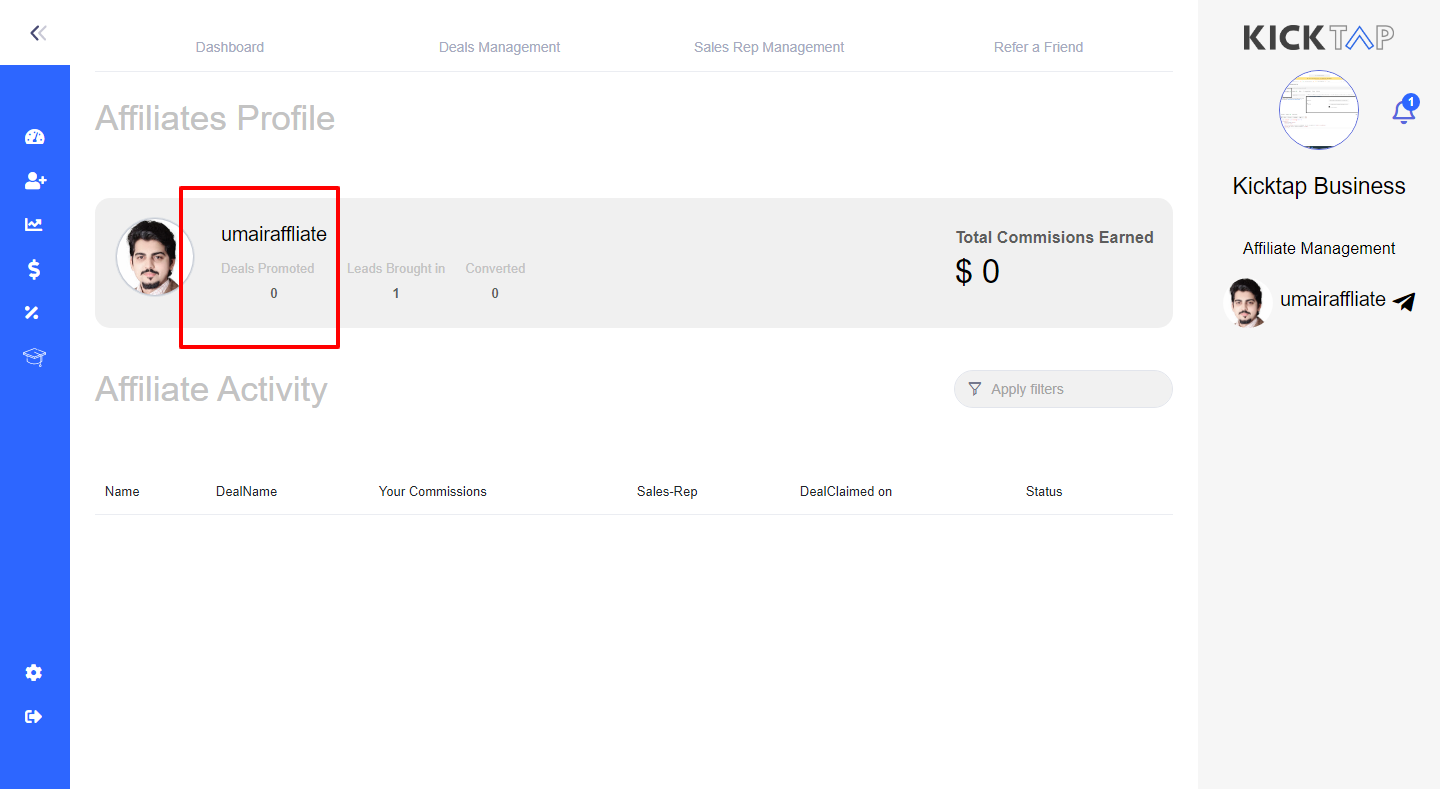 Dashboard Deals Management Sales Rep Management Refer a Friend
KICKTAP
1
Affiliates Profile
Kicktap Business
umairaffliate
Total Commisions Earned
Affiliate Management
Deals Promoted Leads Brought in Converted
$ 0
0 1 0
umairaffliate
Affiliate Activity
Apply filters
Name DealName Your Commissions Sales-Rep DealClaimed on Status